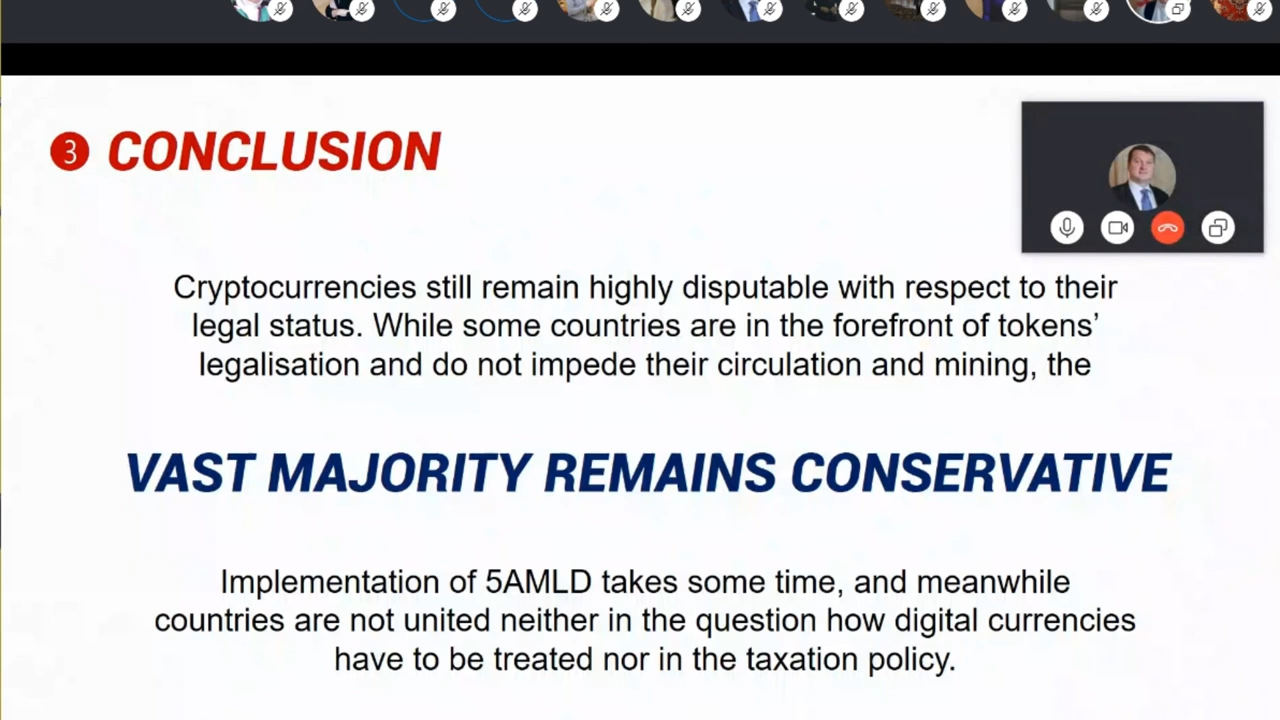 3 CONCLUSION
Cryptocurrencies still remain highly disputable with respect to their
legal status. While some countries are in the forefront of tokens’
legalisation and do not impede their circulation and mining, the
VAST MAJORITY REMAINS CONSERVATIVE
Implementation of 5AMLD takes some time, and meanwhile
countries are not united neither in the question how digital currencies
have to be treated nor in the taxation policy.